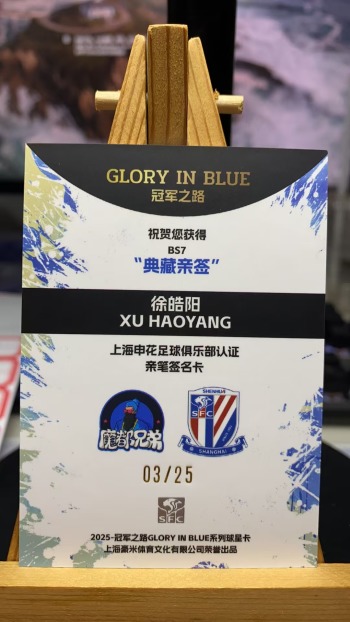 GLORY IN BLUE
冠军之路
祝贺您获得
BS7
“典藏亲签”
徐皓阳
XU HAOYANG
上海申花足球俱乐部认证
亲笔签名卡
魔都兄弟
SHENHUA
SFC
SHANGHAI
03/25
SFC
2025-冠军之路GLORY IN BLUE系列球星卡
上海豪米体育文化有限公司荣誉出品